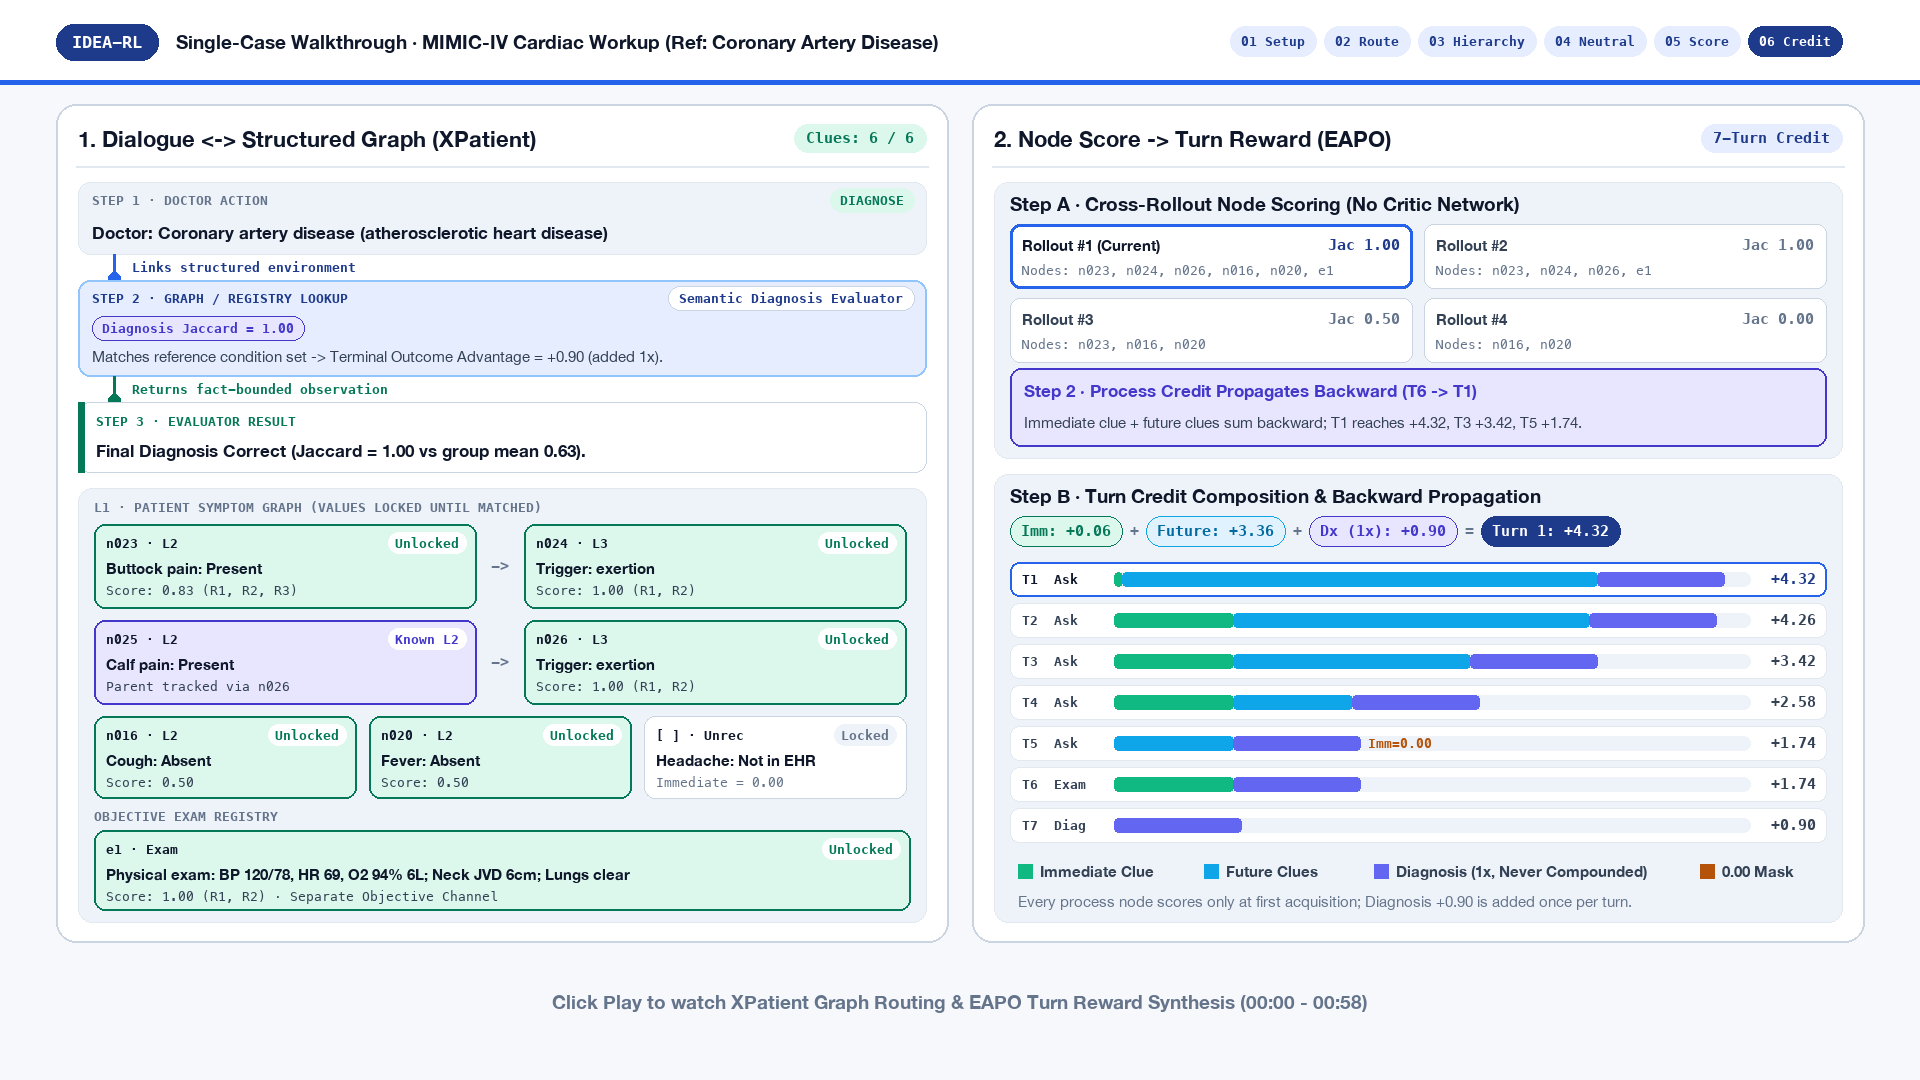 IDEA–RL
Single-Case Walkthrough · MIMIC-IV Cardiac Workup (Ref: Coronary Artery Disease)
01 Setup
02 Route
03 Hierarchy
04 Neutral
05 Score
06 Credit
1. Dialogue <-> Structured Graph (XPatient)
Clues: 6 / 6
STEP 1 · DOCTOR ACTION
DIAGNOSE
Doctor: Coronary artery disease (atherosclerotic heart disease)
Links structured environment
STEP 2 · GRAPH / REGISTRY LOOKUP
Semantic Diagnosis Evaluator
Diagnosis Jaccard = 1.00
Matches reference condition set -> Terminal Outcome Advantage = +0.90 (added 1x).
Returns fact–bounded observation
STEP 3 · EVALUATOR RESULT
Final Diagnosis Correct (Jaccard = 1.00 vs group mean 0.63).
L1 · PATIENT SYMPTOM GRAPH (VALUES LOCKED UNTIL MATCHED)
n023 · L2
Unlocked
Buttock pain: Present
Score: 0.83 (R1, R2, R3)
–>
n024 · L3
Unlocked
Trigger: exertion
Score: 1.00 (R1, R2)
n025 · L2
Known L2
Calf pain: Present
Parent tracked via n026
–>
n026 · L3
Unlocked
Trigger: exertion
Score: 1.00 (R1, R2)
n016 · L2
Unlocked
Cough: Absent
Score: 0.50
n020 · L2
Unlocked
Fever: Absent
Score: 0.50
[ ] · Unrec
Locked
Headache: Not in EHR
Immediate = 0.00
OBJECTIVE EXAM REGISTRY
e1 · Exam
Unlocked
Physical exam: BP 120/78, HR 69, O2 94% 6L; Neck JVD 6cm; Lungs clear
Score: 1.00 (R1, R2) · Separate Objective Channel
2. Node Score -> Turn Reward (EAPO)
7–Turn Credit
Step A · Cross-Rollout Node Scoring (No Critic Network)
Rollout #1 (Current)
Jac 1.00
Nodes: n023, n024, n026, n016, n020, e1
Rollout #2
Jac 1.00
Nodes: n023, n024, n026, e1
Rollout #3
Jac 0.50
Nodes: n023, n016, n020
Rollout #4
Jac 0.00
Nodes: n016, n020
Step 2 · Process Credit Propagates Backward (T6 -> T1)
Immediate clue + future clues sum backward; T1 reaches +4.32, T3 +3.42, T5 +1.74.
Step B · Turn Credit Composition & Backward Propagation
Imm: +0.06 + Future: +3.36 + Dx (1x): +0.90 = Turn 1: +4.32
T1 Ask +4.32
T2 Ask +4.26
T3 Ask +3.42
T4 Ask +2.58
T5 Ask Imm=0.00 +1.74
T6 Exam +1.74
T7 Diag +0.90
Immediate Clue
Future Clues
Diagnosis (1x, Never Compounded)
0.00 Mask
Every process node scores only at first acquisition; Diagnosis +0.90 is added once per turn.
Click Play to watch XPatient Graph Routing & EAPO Turn Reward Synthesis (00:00 - 00:58)